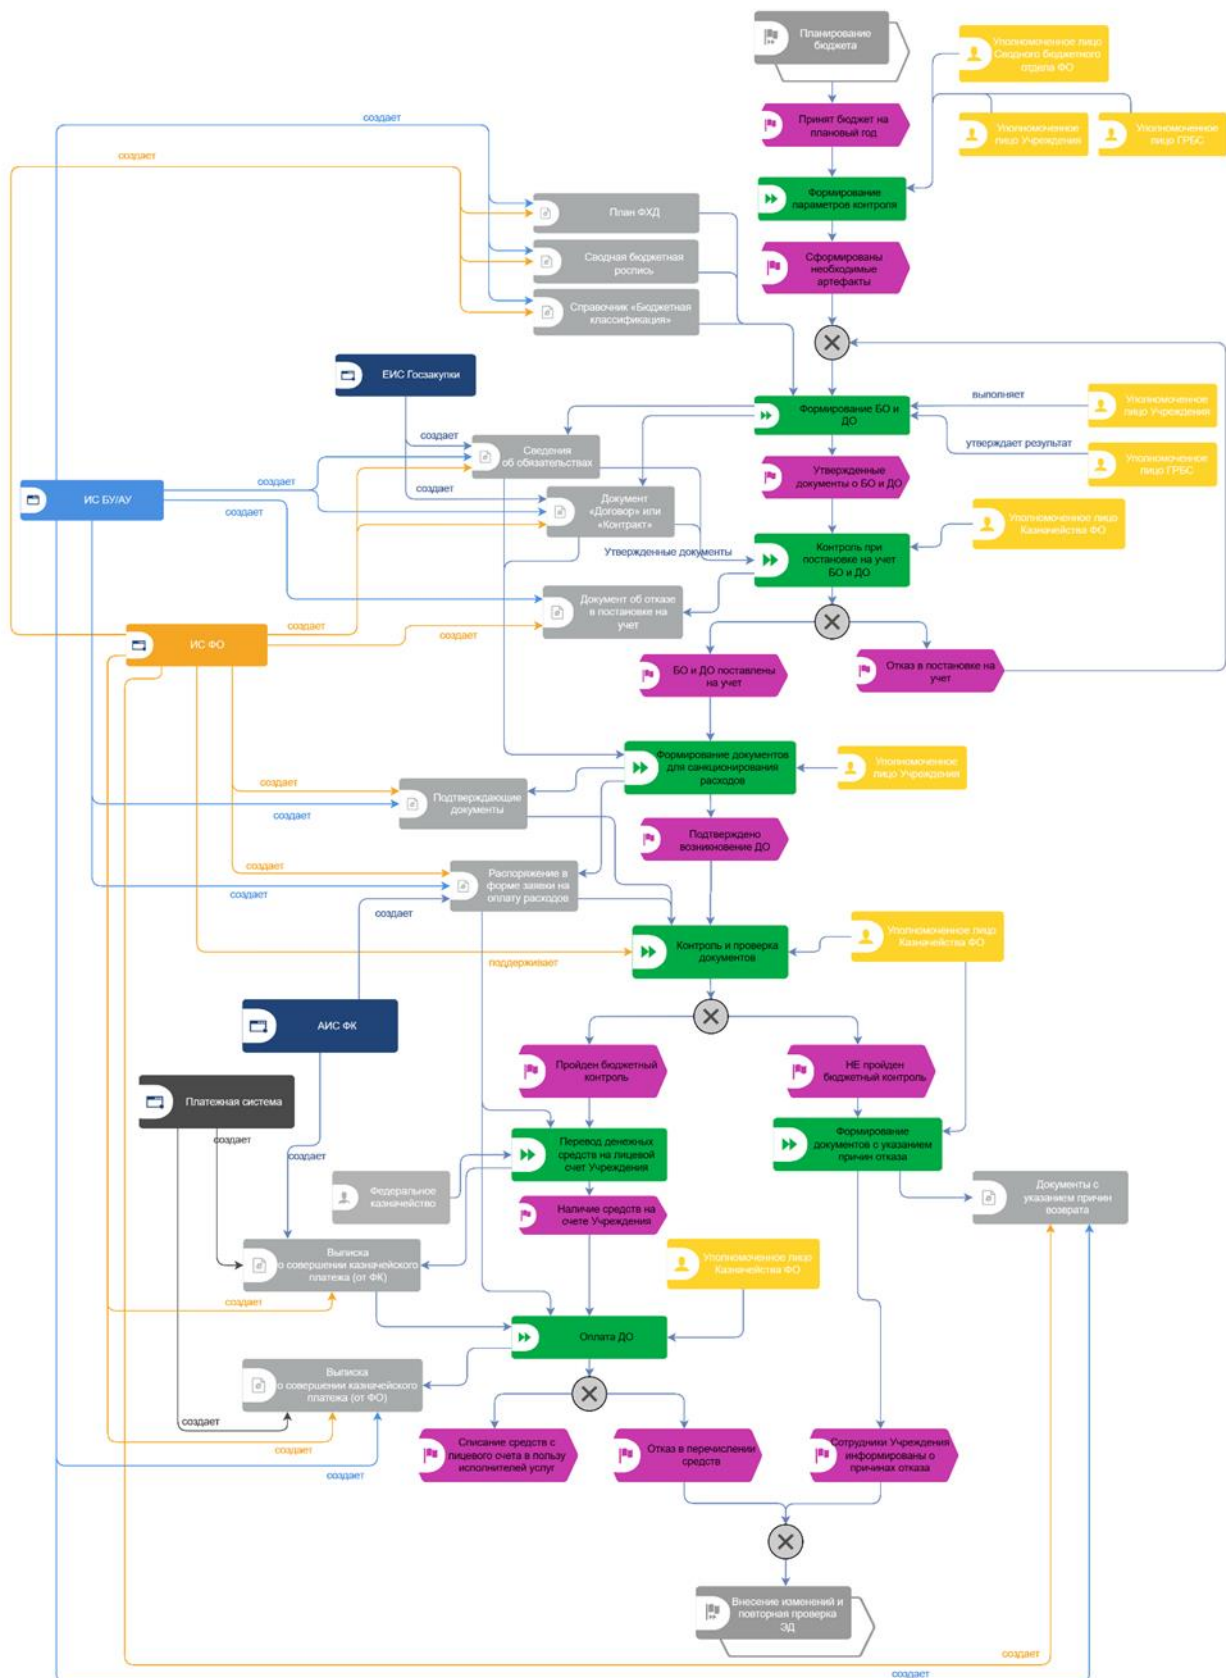 Планирование
бюджета
Уполномоченное лицо
Сводного бюджетного
отдела ФО
создает
Принят бюджет на
плановый год
Уполномоченное
лицо Учреждения
Уполномоченное
лицо ГРБС
создает
Формирование
параметров контроля
План ФХД
Сводная бюджетная
роспись
Сформированы
необходимые
артефакты
Справочник «Бюджетная
классификация»
ЕИС Госзакупки
выполняет
Уполномоченное
лицо Учреждения
Формирование БО и
ДО
создает
утверждает результат
Сведения
об обязательствах
Уполномоченное
лицо ГРБС
Утвержденные
документы о БО и ДО
создает
создает
ИС БУ/АУ
создает
Документ
«Договор» или
«Контракт»
Уполномоченное лицо
Казначейства ФО
Утвержденные документы
Контроль при
постановке на учет
БО и ДО
Документ об отказе
в постановке на
учет
создает
создает
ИС ФО
БО и ДО поставлены
на учет
Отказ в постановке на
учет
Формирование документов
для санкционирования
расходов
Уполномоченное
лицо Учреждения
создает
Подтверждающие
документы
создает
Подтверждено
возникновение ДО
создает
Распоряжение в
форме заявки на
оплату расходов
создает
создает
Уполномоченное лицо
Казначейства ФО
Контроль и проверка
документов
поддерживает
АИС ФК
Пройден бюджетный
контроль
НЕ пройден
бюджетный контроль
Платежная система
создает
Перевод денежных
средств на лицевой
счет Учреждения
Формирование
документов с указанием
причин отказа
создает
Федеральное
казначейство
Документы с
указанием причин
возврата
Наличие средств на
счете Учреждения
Выписка
о совершении казначейского
платежа (от ФК)
Уполномоченное лицо
Казначейства ФО
создает
Оплата ДО
Выписка
о совершении казначейского
платежа (от ФО)
создает
создает
создает
Списание средств с
лицевого счета в пользу
исполнителей услуг
Отказ в перечислении
средств
Сотрудники Учреждения
информированы о
причинах отказа
Внесение изменений и
повторная проверка
ЭД
создает
создает